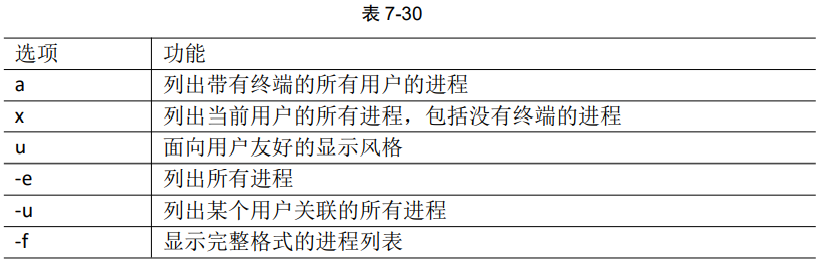 表 7-30
选项 功能
a 列出带有终端的所有用户的进程
x 列出当前用户的所有进程，包括没有终端的进程
u 面向用户友好的显示风格
-e 列出所有进程
-u 列出某个用户关联的所有进程
-f 显示完整格式的进程列表